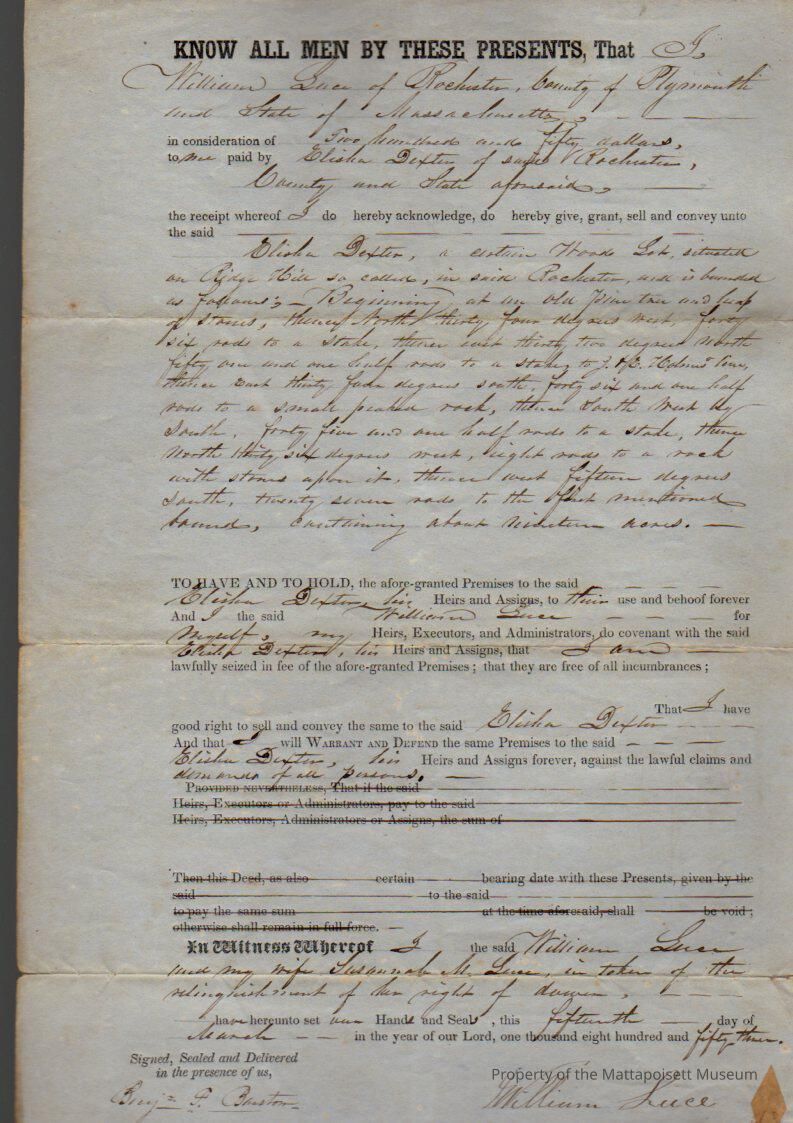 KNOW ALL MEN BY THESE PRESENTS, That I,
William Luce of Rochester, County of Plymouth
and State of Massachusetts,
in consideration of Two hundred and fifty dollars,
to me paid by Elisha Dexter of said Rochester,
County and State aforesaid,
the receipt whereof I do hereby acknowledge, do hereby give, grant, sell and convey unto
the said
Elisha Dexter, a certain Wood Lot, situated
on Ridge Hill so called, in said Rochester, and is bounded
as follows; – Beginning at an old pine tree and heap
of stones, thence North thirty four degrees west, forty
six rods to a stake, thence east thirty two degrees North
fifty one and one half rods to a stake to J. Holmes' line,
thence East thirty four degrees south, forty six and one half
rods to a small peaked rock, thence South West by
South, forty five and one half rods to a stake, thence
North thirty six degrees west, eight rods to a rock
with stones upon it, thence west fifteen degrees
South, twenty seven rods to the first mentioned
bound, containing about nineteen acres. —
TO HAVE AND TO HOLD, the afore-granted Premises to the said
Elisha Dexter, his Heirs and Assigns, to their use and behoof forever
And I the said William Luce for
myself, my Heirs, Executors, and Administrators, do covenant with the said
Elisha Dexter, his Heirs and Assigns, that I am
lawfully seized in fee of the afore-granted Premises; that they are free of all incumbrances;
That I have
good right to sell and convey the same to the said Elisha Dexter
And that I will WARRANT AND DEFEND the same Premises to the said
Elisha Dexter, his Heirs and Assigns forever, against the lawful claims and
demands of all persons. —
PROVIDED NEVERTHELESS, That if the said
Heirs, Executors or Administrators, pay to the said
Heirs, Executors, Administrators or Assigns, the sum of
Then this Deed, as also certain bearing date with these Presents, given by the
said to the said
to pay the same sum at the time aforesaid, shall be void;
otherwise shall remain in full force. —
In Witness Whereof I the said William Luce
and my wife Susannah M. Luce, in token of the
relinquishment of her right of dower,
have hereunto set our Hands and Seals, this fifteenth day of
March in the year of our Lord, one thousand eight hundred and fifty three.
Signed, Sealed and Delivered
in the presence of us,
Property of the Mattapoisett Museum
Benj. F. Barstow William Luce